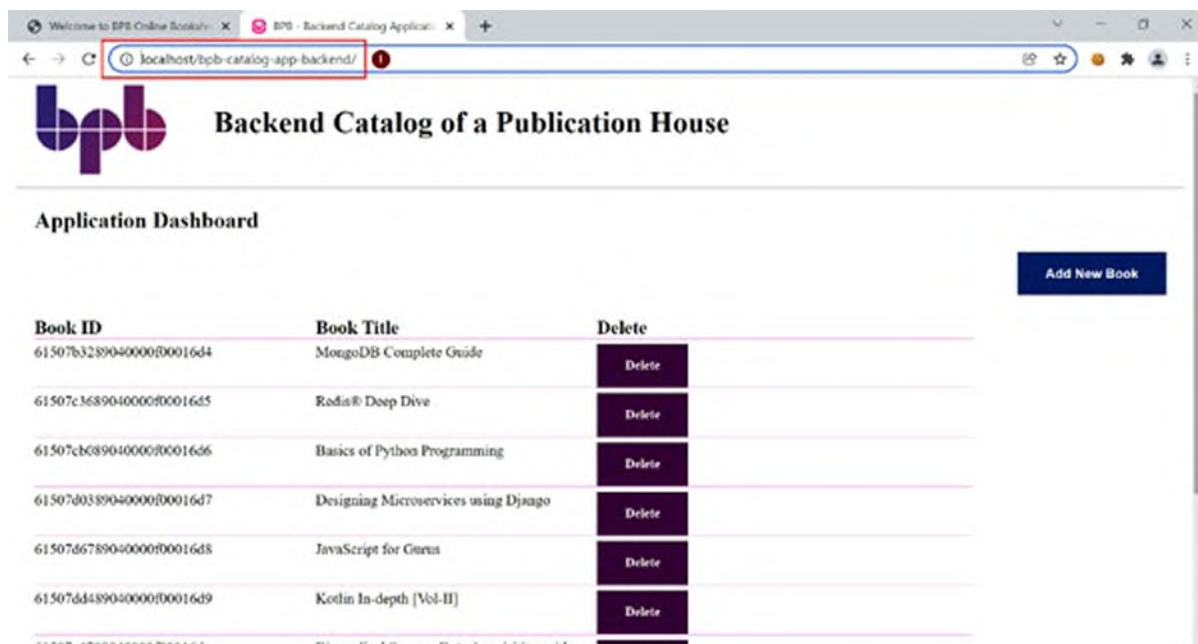 Welcome to BPB Online Bookshop
BPB - Backend Catalog Applicati
localhost/bpb-catalog-app-backend/
1
bpb
Backend Catalog of a Publication House
Application Dashboard
Add New Book
Book ID Book Title Delete
61507b3289040000f00016d4 MongoDB Complete Guide Delete
61507c3689040000f00016d5 Redis® Deep Dive Delete
61507cb089040000f00016d6 Basics of Python Programming Delete
61507d0389040000f00016d7 Designing Microservices using Django Delete
61507d6789040000f00016d8 JavaScript for Gurus Delete
61507dd489040000f00016d9 Kotlin In-depth [Vol-II] Delete